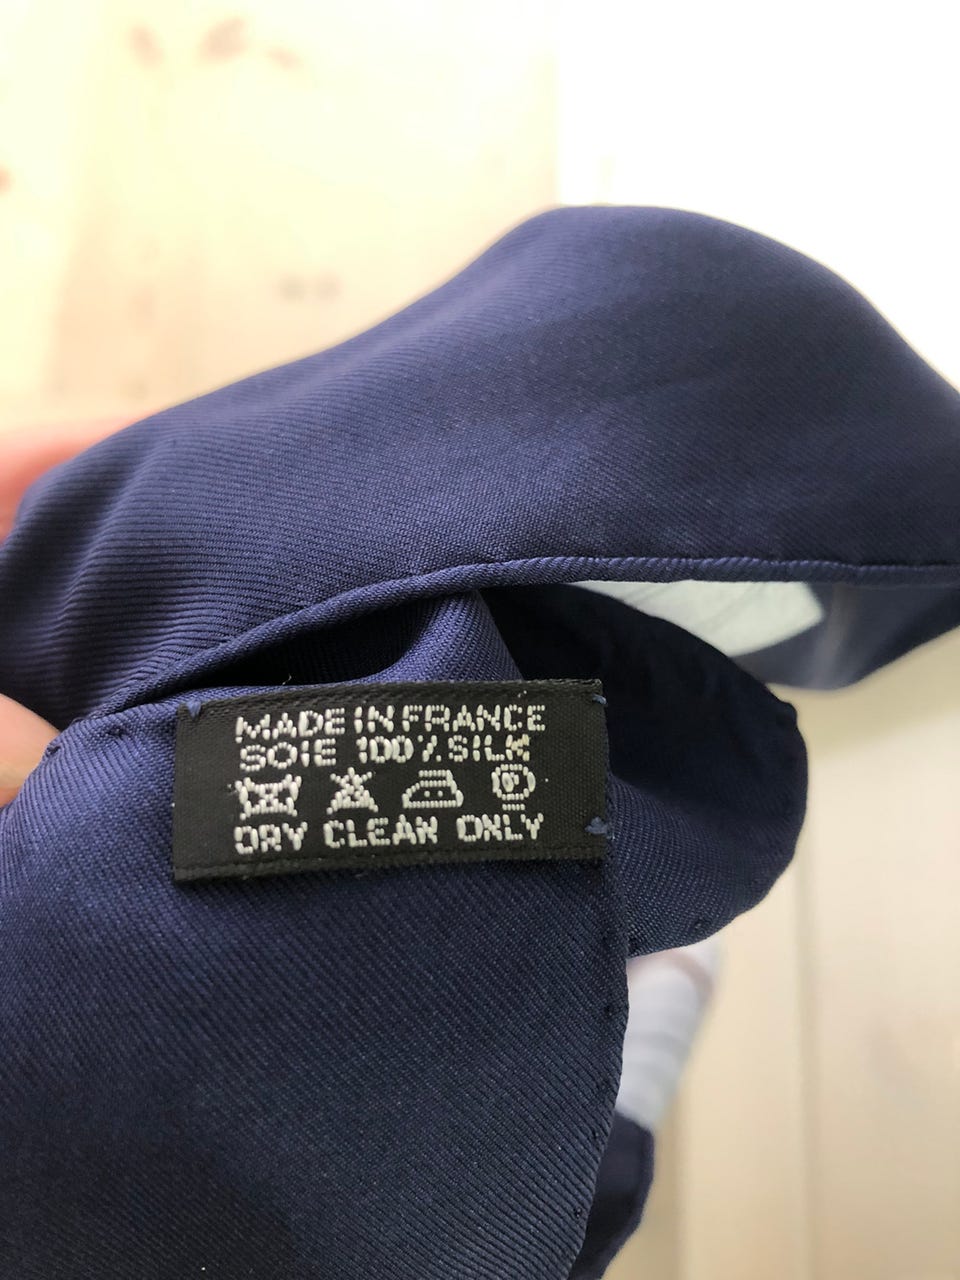 MADE IN FRANCE
SOIE 100% SILK
P
DRY CLEAN ONLY